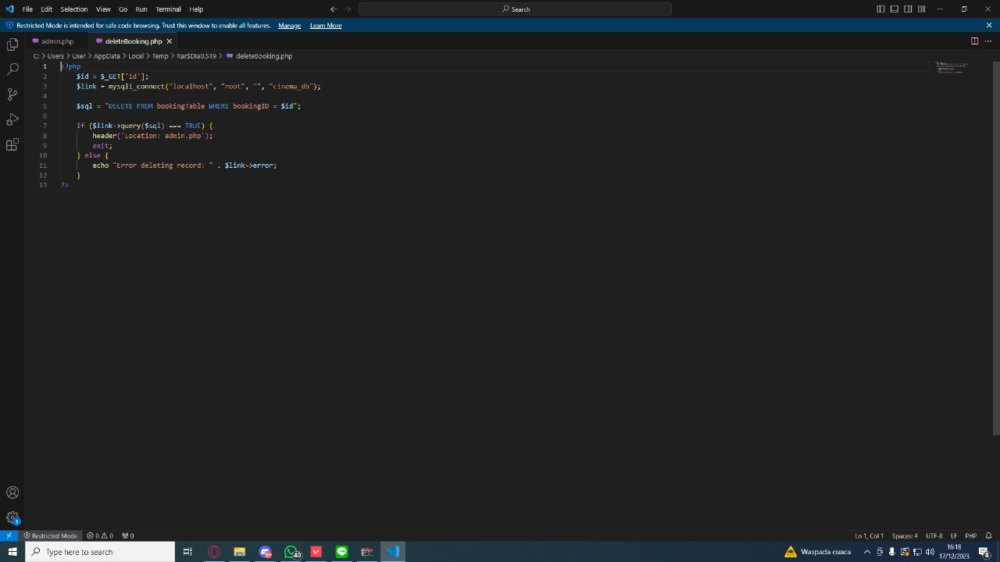 File Edit Selection View Go Run Terminal Help
Search
Restricted Mode is intended for safe code browsing. Trust this window to enable all features. Manage Learn More
admin.php deleteBooking.php
C: > Users > User > AppData > Local > Temp > Rar$DIa0.519 > deleteBooking.php
1 <?php
2 $id = $_GET['id'];
3 $link = mysqli_connect("localhost", "root", "", "cinema_db");
4
5 $sql = "DELETE FROM bookingTable WHERE bookingID = $id";
6
7 if ($link->query($sql) === TRUE) {
8 header('Location: admin.php');
9 exit;
10 } else {
11 echo "Error deleting record: " . $link->error;
12 }
13 ?>
1
Restricted Mode 0 0 0 Ln 1, Col 1 Spaces: 4 UTF-8 LF PHP
Type here to search 40 Waspada cuaca 16:18
17/12/2023 4